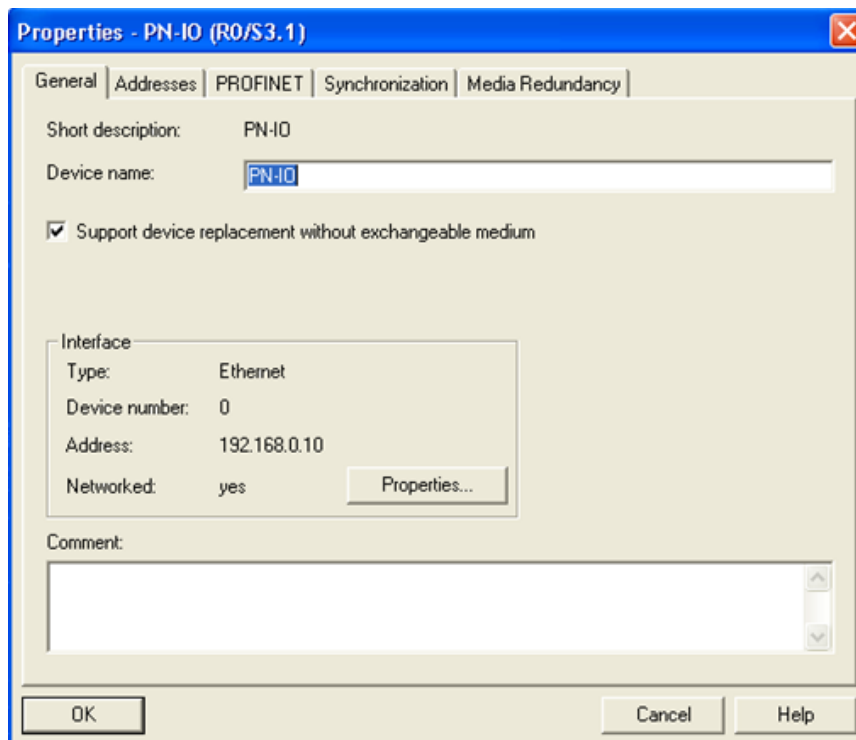 Properties - PN-IO (R0/S3.1)
General Addresses PROFINET Synchronization Media Redundancy
Short description: PN-IO
Device name: PN-IO
Support device replacement without exchangeable medium
Interface
Type: Ethernet
Device number: 0
Address: 192.168.0.10
Networked: yes Properties...
Comment:
OK Cancel Help